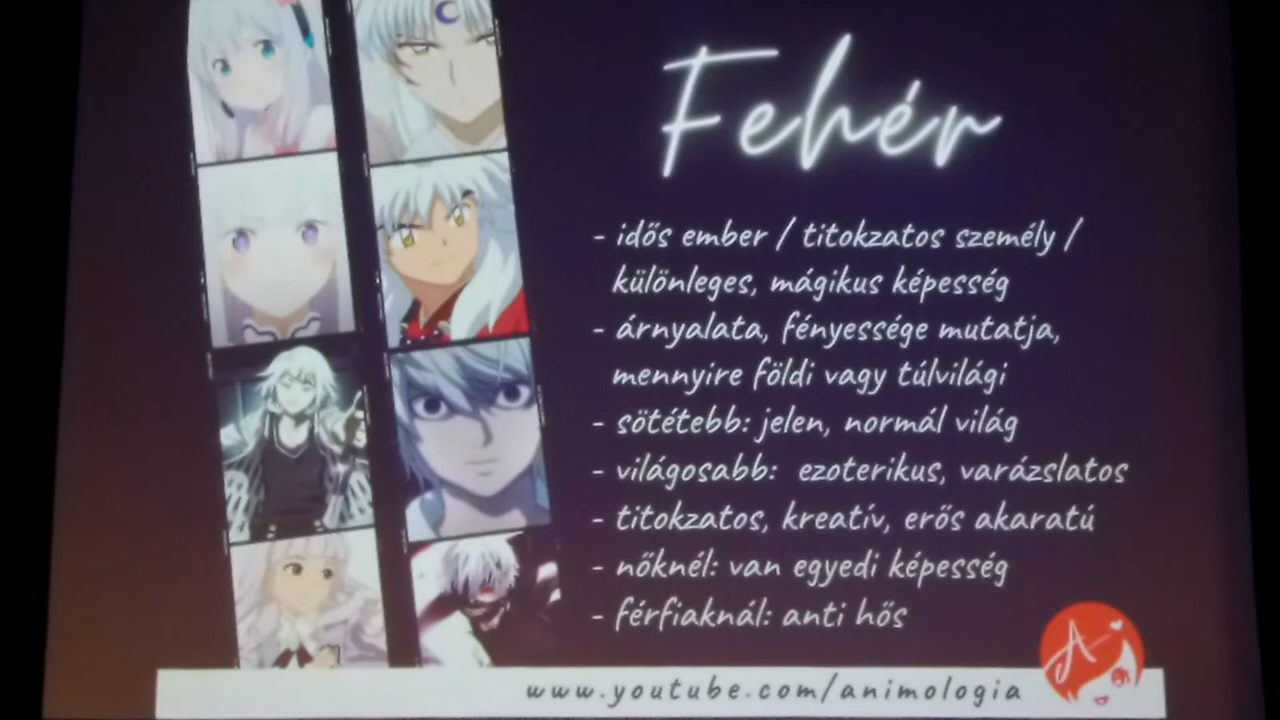 Fehér
- idős ember / titokzatos személy /
különleges, mágikus képesség
- árnyalata, fényessége mutatja,
mennyire földi vagy túlvilági
- sötétebb: jelen, normál világ
- világosabb: ezoterikus, varázslatos
- titokzatos, kreatív, erős akaratú
- nőknél: van egyedi képesség
- férfiaknál: anti hős
A
www.youtube.com/animologia